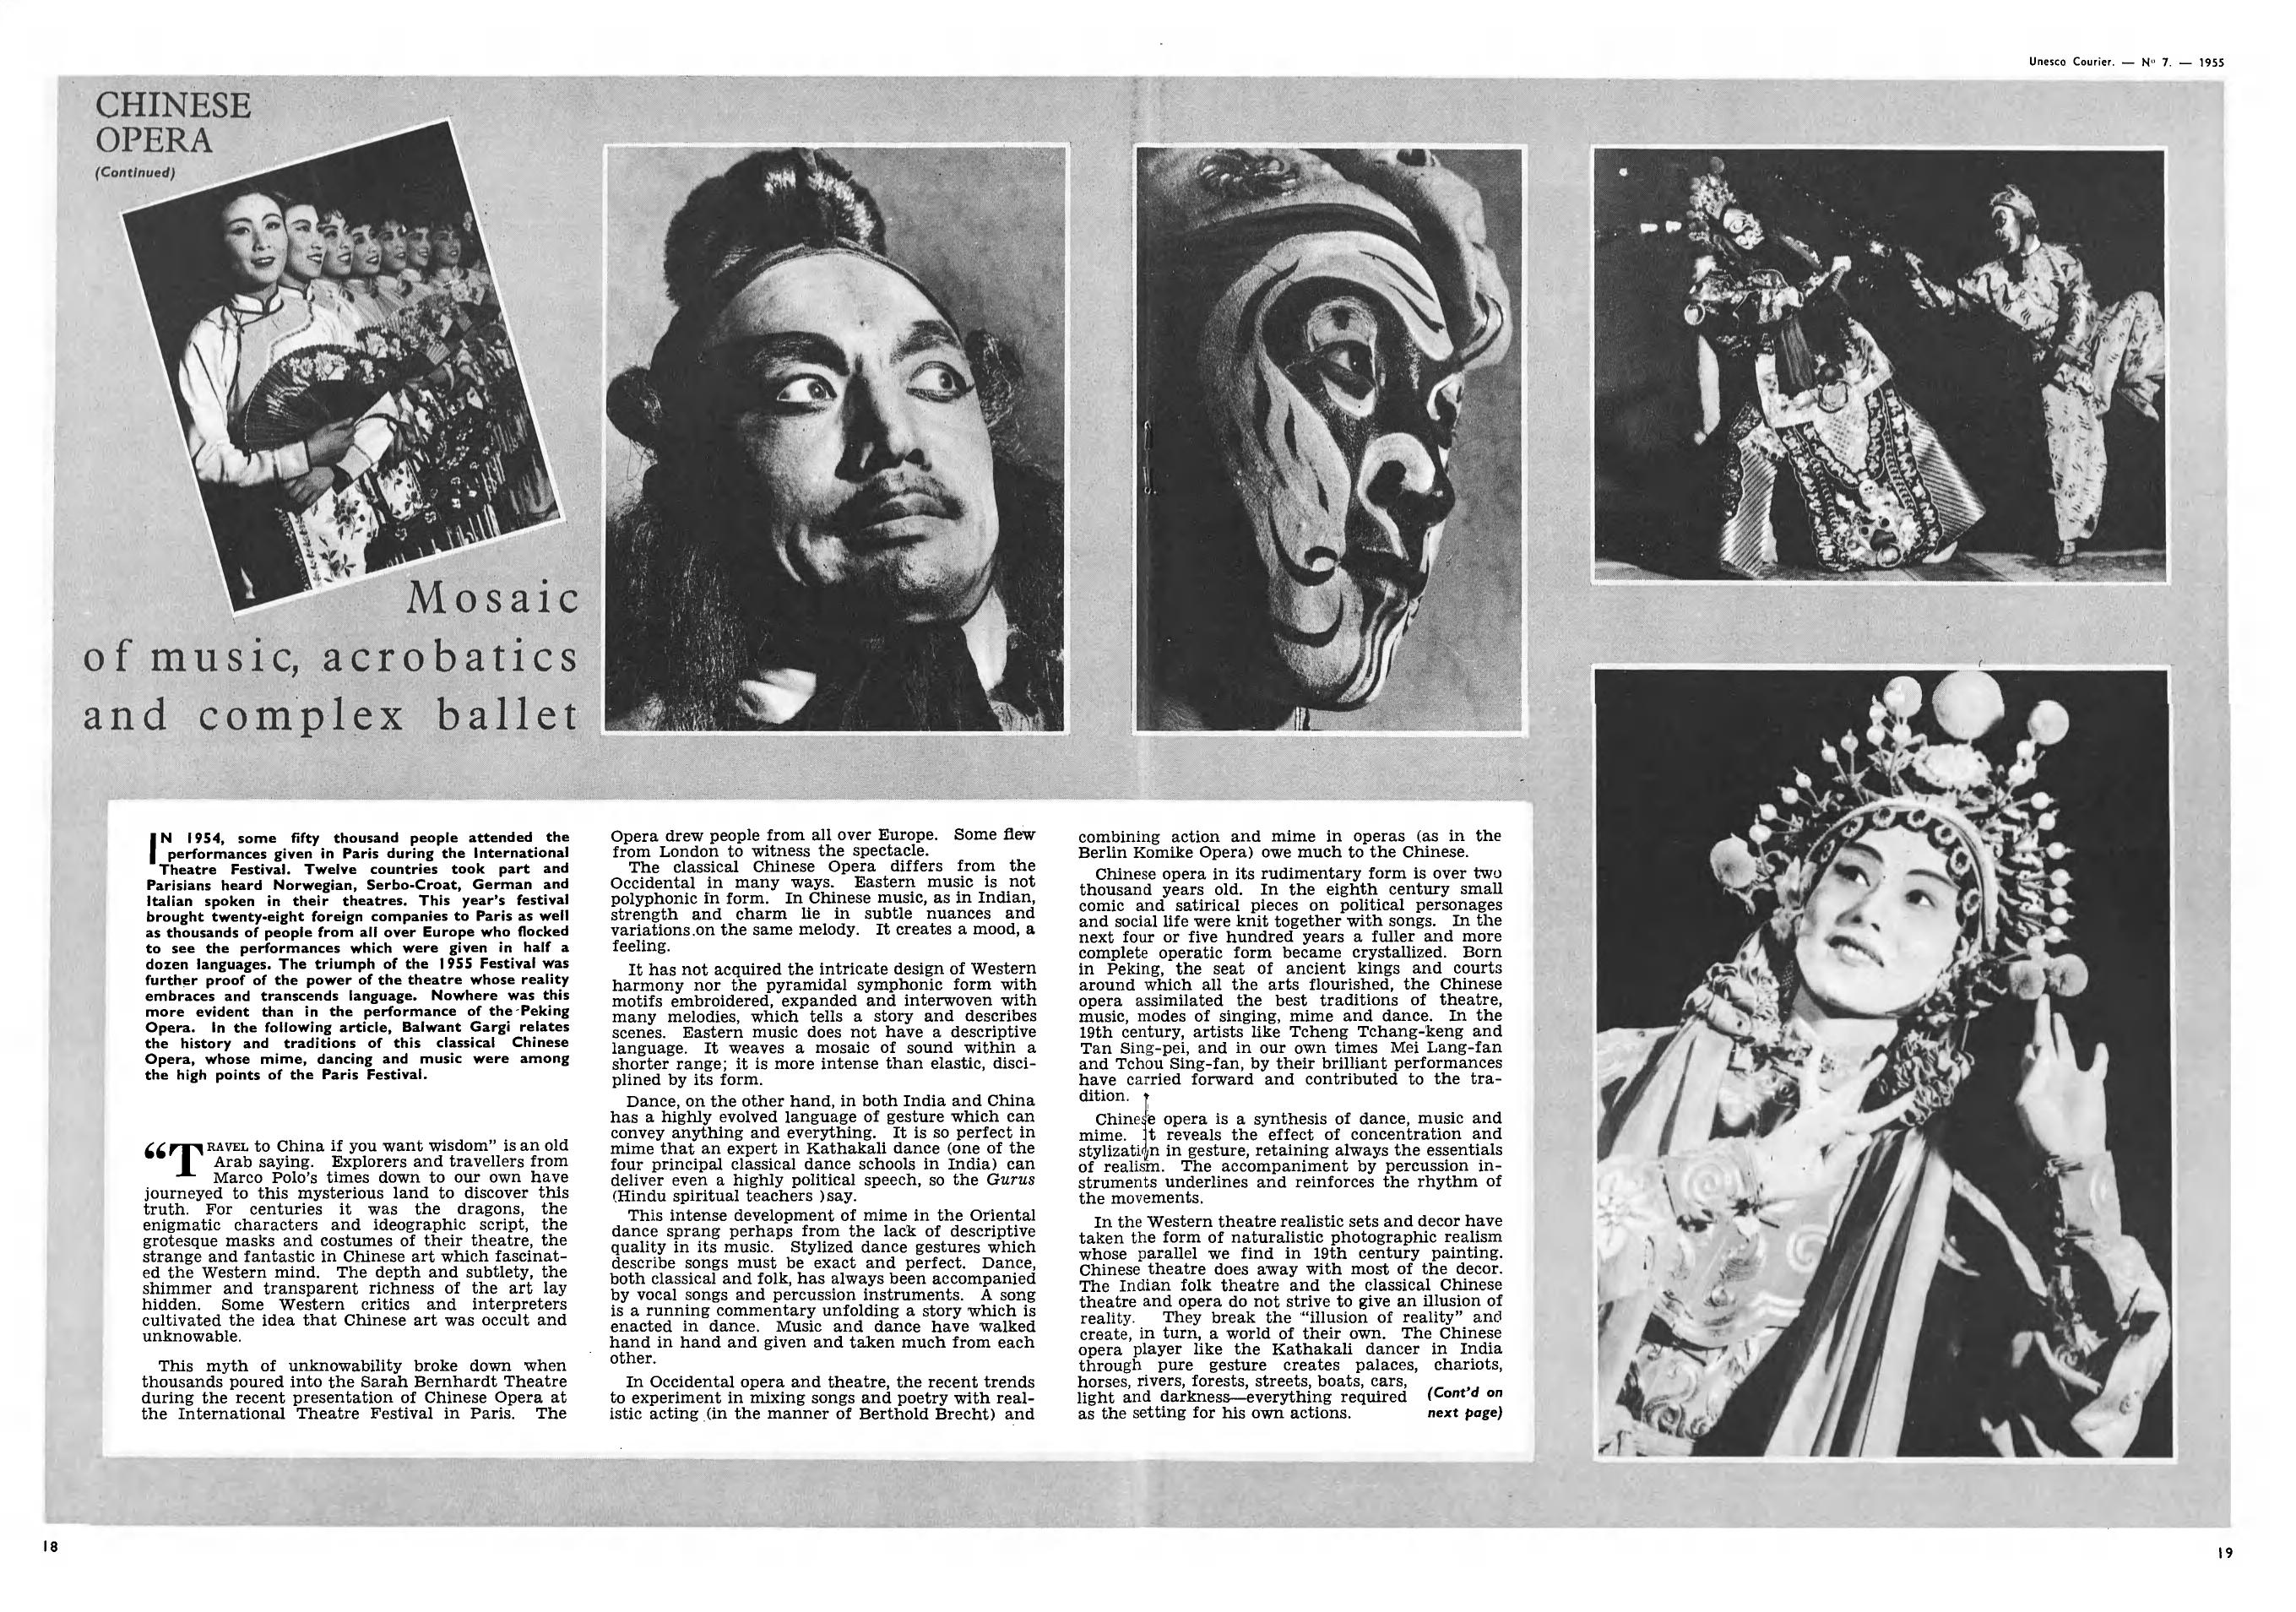 Unesco Courier. — Nº 7. — 1955
CHINESE
OPERA
(Continued)
Mosaic
of music, acrobatics
and complex ballet
IN 1954, some fifty thousand people attended the
performances given in Paris during the International
Theatre Festival. Twelve countries took part and
Parisians heard Norwegian, Serbo-Croat, German and
Italian spoken in their theatres. This year's festival
brought twenty-eight foreign companies to Paris as well
as thousands of people from all over Europe who flocked
to see the performances which were given in half a
dozen languages. The triumph of the 1955 Festival was
further proof of the power of the theatre whose reality
embraces and transcends language. Nowhere was this
more evident than in the performance of the Peking
Opera. In the following article, Balwant Gargi relates
the history and traditions of this classical Chinese
Opera, whose mime, dancing and music were among
the high points of the Paris Festival.
“TRAVEL to China if you want wisdom” is an old
Arab saying. Explorers and travellers from
Marco Polo's times down to our own have
journeyed to this mysterious land to discover this
truth. For centuries it was the dragons, the
enigmatic characters and ideographic script, the
grotesque masks and costumes of their theatre, the
strange and fantastic in Chinese art which fascinat-
ed the Western mind. The depth and subtlety, the
shimmer and transparent richness of the art lay
hidden. Some Western critics and interpreters
cultivated the idea that Chinese art was occult and
unknowable.
This myth of unknowability broke down when
thousands poured into the Sarah Bernhardt Theatre
during the recent presentation of Chinese Opera at
the International Theatre Festival in Paris. The
Opera drew people from all over Europe. Some flew
from London to witness the spectacle.
The classical Chinese Opera differs from the
Occidental in many ways. Eastern music is not
polyphonic in form. In Chinese music, as in Indian,
strength and charm lie in subtle nuances and
variations on the same melody. It creates a mood, a
feeling.
It has not acquired the intricate design of Western
harmony nor the pyramidal symphonic form with
motifs embroidered, expanded and interwoven with
many melodies, which tells a story and describes
scenes. Eastern music does not have a descriptive
language. It weaves a mosaic of sound within a
shorter range; it is more intense than elastic, disci-
plined by its form.
Dance, on the other hand, in both India and China
has a highly evolved language of gesture which can
convey anything and everything. It is so perfect in
mime that an expert in Kathakali dance (one of the
four principal classical dance schools in India) can
deliver even a highly political speech, so the Gurus
(Hindu spiritual teachers )say.
This intense development of mime in the Oriental
dance sprang perhaps from the lack of descriptive
quality in its music. Stylized dance gestures which
describe songs must be exact and perfect. Dance,
both classical and folk, has always been accompanied
by vocal songs and percussion instruments. A song
is a running commentary unfolding a story which is
enacted in dance. Music and dance have walked
hand in hand and given and taken much from each
other.
In Occidental opera and theatre, the recent trends
to experiment in mixing songs and poetry with real-
istic acting (in the manner of Berthold Brecht) and
combining action and mime in operas (as in the
Berlin Komike Opera) owe much to the Chinese.
Chinese opera in its rudimentary form is over two
thousand years old. In the eighth century small
comic and satirical pieces on political personages
and social life were knit together with songs. In the
next four or five hundred years a fuller and more
complete operatic form became crystallized. Born
in Peking, the seat of ancient kings and courts
around which all the arts flourished, the Chinese
opera assimilated the best traditions of theatre,
music, modes of singing, mime and dance. In the
19th century, artists like Tcheng Tchang-keng and
Tan Sing-pei, and in our own times Mei Lang-fan
and Tchou Sing-fan, by their brilliant performances
have carried forward and contributed to the tra-
dition.
Chinese opera is a synthesis of dance, music and
mime. It reveals the effect of concentration and
stylization in gesture, retaining always the essentials
of realism. The accompaniment by percussion in-
struments underlines and reinforces the rhythm of
the movements.
In the Western theatre realistic sets and decor have
taken the form of naturalistic photographic realism
whose parallel we find in 19th century painting.
Chinese theatre does away with most of the decor.
The Indian folk theatre and the classical Chinese
theatre and opera do not strive to give an illusion of
reality. They break the “illusion of reality” and
create, in turn, a world of their own. The Chinese
opera player like the Kathakali dancer in India
through pure gesture creates palaces, chariots,
horses, rivers, forests, streets, boats, cars,
light and darkness—everything required
as the setting for his own actions.
(Cont'd on
next page)
18
19